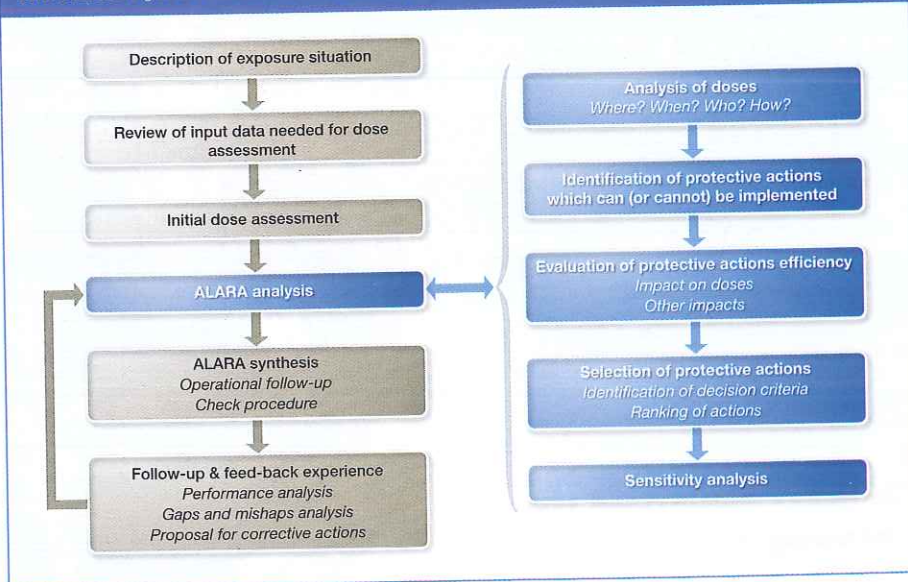 Description of exposure situation
Review of input data needed for dose
assessment
Initial dose assessment
ALARA analysis
ALARA synthesis
Operational follow-up
Check procedure
Follow-up & feed-back experience
Performance analysis
Gaps and mishaps analysis
Proposal for corrective actions
Analysis of doses
Where? When? Who? How?
Identification of protective actions
which can (or cannot) be implemented
Evaluation of protective actions efficiency
Impact on doses
Other impacts
Selection of protective actions
Identification of decision criteria
Ranking of actions
Sensitivity analysis